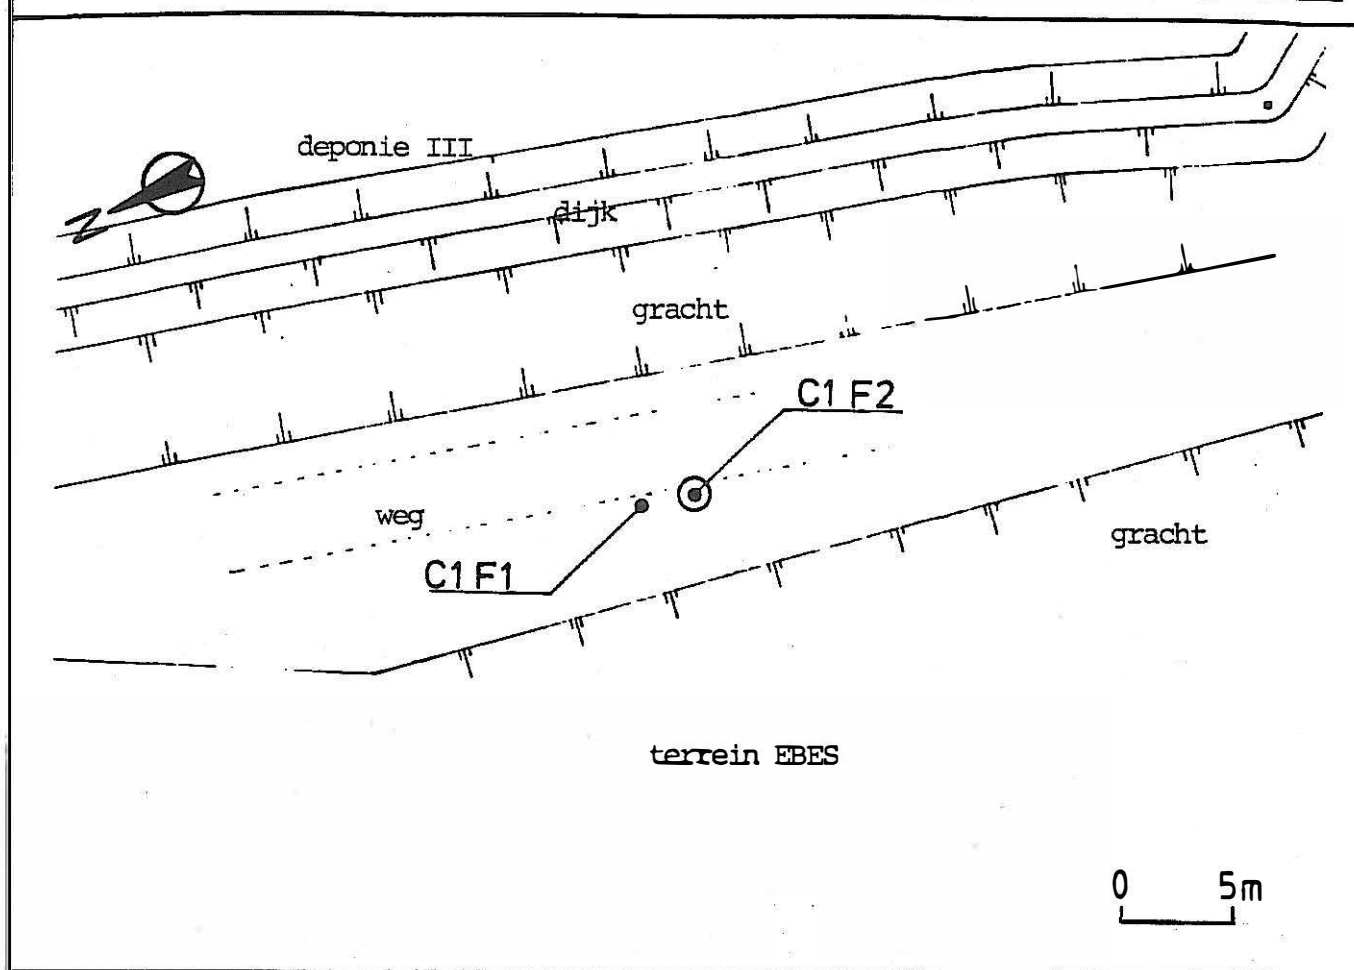 deponie III
N
dijk
gracht
C1 F2
weg
gracht
C1 F1
terrein EBES
0 5m